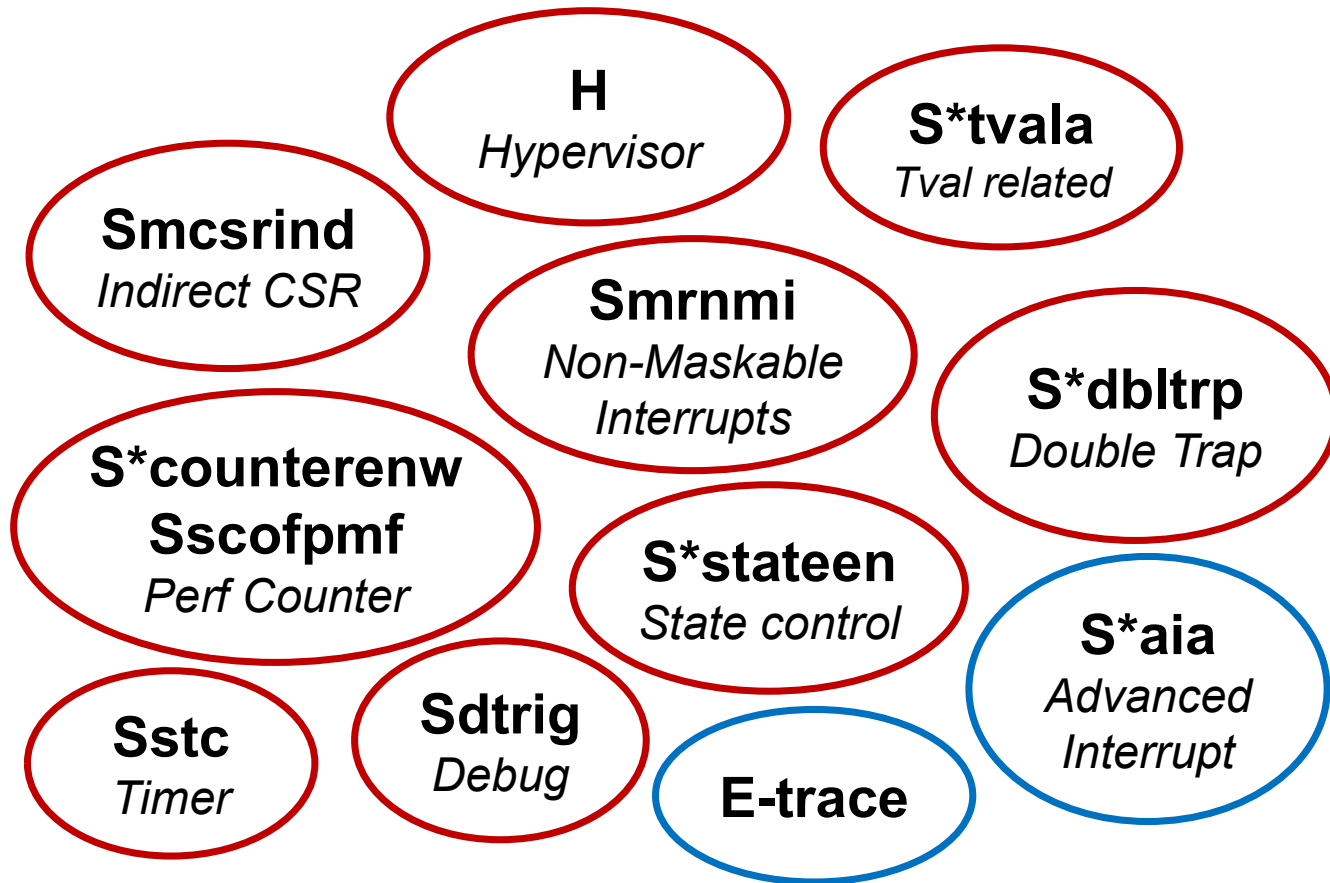 H
Hypervisor
S*tvala
Tval related
Smcsrind
Indirect CSR
Smrnmi
Non-Maskable
Interrupts
S*dbltrp
Double Trap
S*counterenw
Sscofpmf
Perf Counter
S*stateen
State control
S*aia
Advanced
Interrupt
Sstc
Timer
Sdtrig
Debug
E-trace